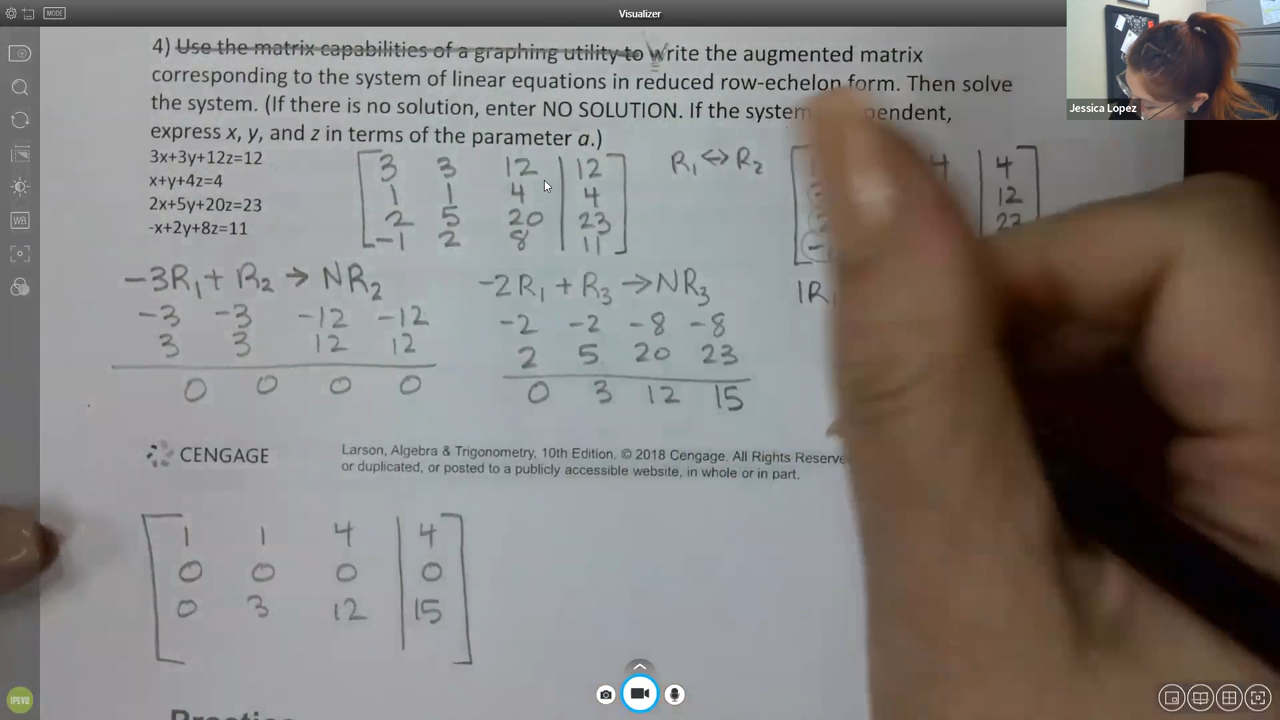 MODE
Visualizer
Jessica Lopez
4) Use the matrix capabilities of a graphing utility to Write the augmented matrix
corresponding to the system of linear equations in reduced row-echelon form. Then solve
the system. (If there is no solution, enter NO SOLUTION. If the system pendent,
express x, y, and z in terms of the parameter a.)
3x+3y+12z=12
x+y+4z=4
2x+5y+20z=23
-x+2y+8z=11
3 3 12 12
1 1 4 4
2 5 20 23
-1 2 8 11
R₁ <-> R₂
4 4
12
23
-3R₁ + R₂ → NR₂
-3 -3 -12 -12
3 3 12 12
0 0 0 0
-2R₁ + R₃ → NR₃
-2 -2 -8 -8
2 5 20 23
0 3 12 15
1R
CENGAGE
Larson, Algebra & Trigonometry, 10th Edition. © 2018 Cengage. All Rights Reserve
or duplicated, or posted to a publicly accessible website, in whole or in part.
1 1 4 4
0 0 0 0
0 3 12 15
WB
IPEVO